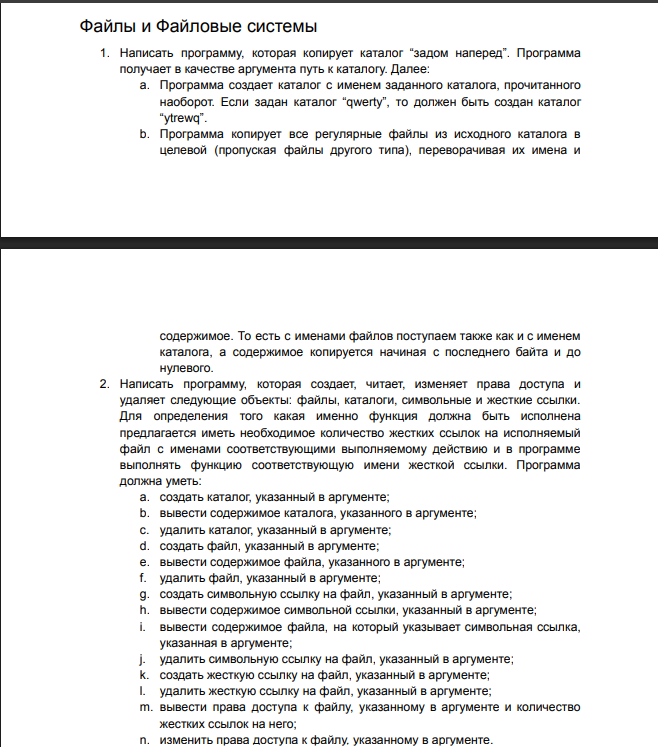 Файлы и Файловые системы
1. Написать программу, которая копирует каталог “задом наперед”. Программа
получает в качестве аргумента путь к каталогу. Далее:
a. Программа создает каталог с именем заданного каталога, прочитанного
наоборот. Если задан каталог “qwerty”, то должен быть создан каталог
“ytrewq”.
b. Программа копирует все регулярные файлы из исходного каталога в
целевой (пропуская файлы другого типа), переворачивая их имена и
содержимое. То есть с именами файлов поступаем также как и с именем
каталога, а содержимое копируется начиная с последнего байта и до
нулевого.
2. Написать программу, которая создает, читает, изменяет права доступа и
удаляет следующие объекты: файлы, каталоги, символьные и жесткие ссылки.
Для определения того какая именно функция должна быть исполнена
предлагается иметь необходимое количество жестких ссылок на исполняемый
файл с именами соответствующими выполняемому действию и в программе
выполнять функцию соответствующую имени жесткой ссылки. Программа
должна уметь:
a. создать каталог, указанный в аргументе;
b. вывести содержимое каталога, указанного в аргументе;
c. удалить каталог, указанный в аргументе;
d. создать файл, указанный в аргументе;
e. вывести содержимое файла, указанного в аргументе;
f. удалить файл, указанный в аргументе;
g. создать символьную ссылку на файл, указанный в аргументе;
h. вывести содержимое символьной ссылки, указанный в аргументе;
i. вывести содержимое файла, на который указывает символьная ссылка,
указанная в аргументе;
j. удалить символьную ссылку на файл, указанный в аргументе;
k. создать жесткую ссылку на файл, указанный в аргументе;
l. удалить жесткую ссылку на файл, указанный в аргументе;
m. вывести права доступа к файлу, указанному в аргументе и количество
жестких ссылок на него;
n. изменить права доступа к файлу, указанному в аргументе.